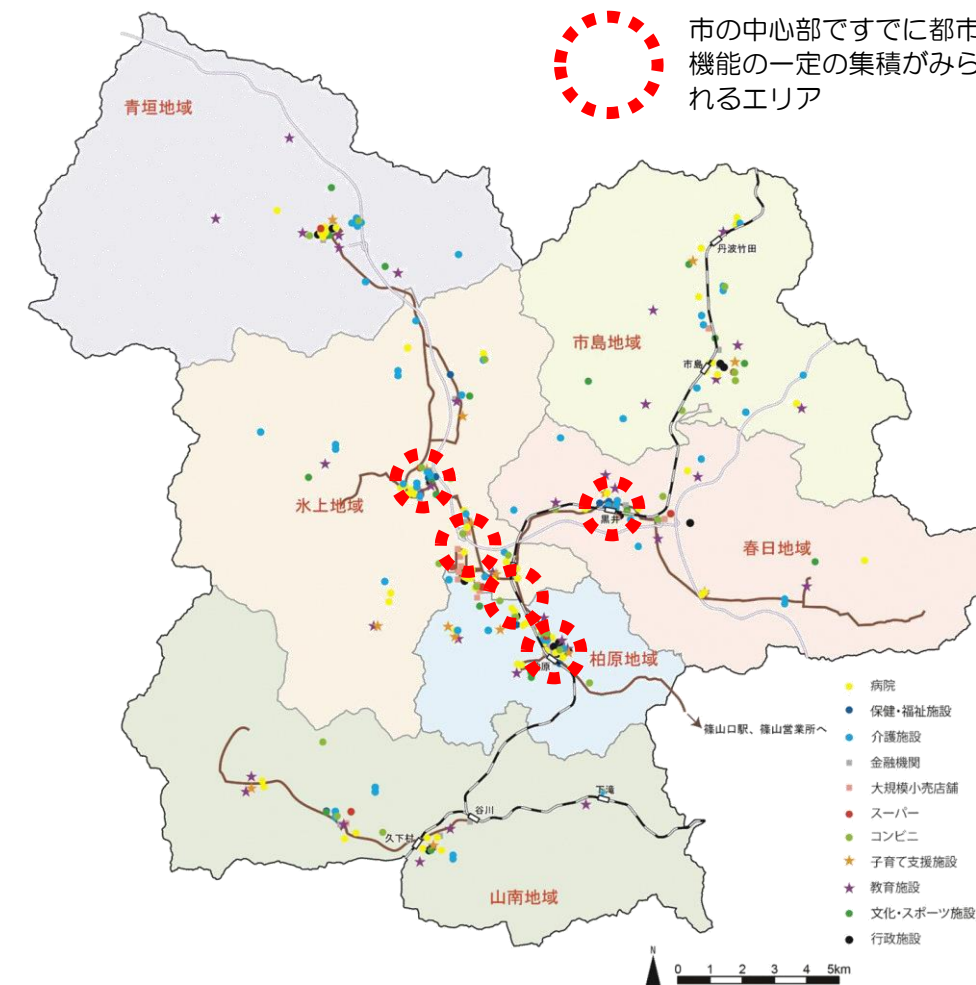 市の中心部ですでに都市
機能の一定の集積がみら
れるエリア
青垣地域
丹波竹田
市島地域
市島
氷上地域
黒井
春日地域
柏原地域
篠山口駅、篠山営業所へ
下滝
谷川
久下村
山南地域
病院
保健・福祉施設
介護施設
金融機関
大規模小売店舗
スーパー
コンビニ
子育て支援施設
教育施設
文化・スポーツ施設
行政施設
N
0 1 2 3 4 5km